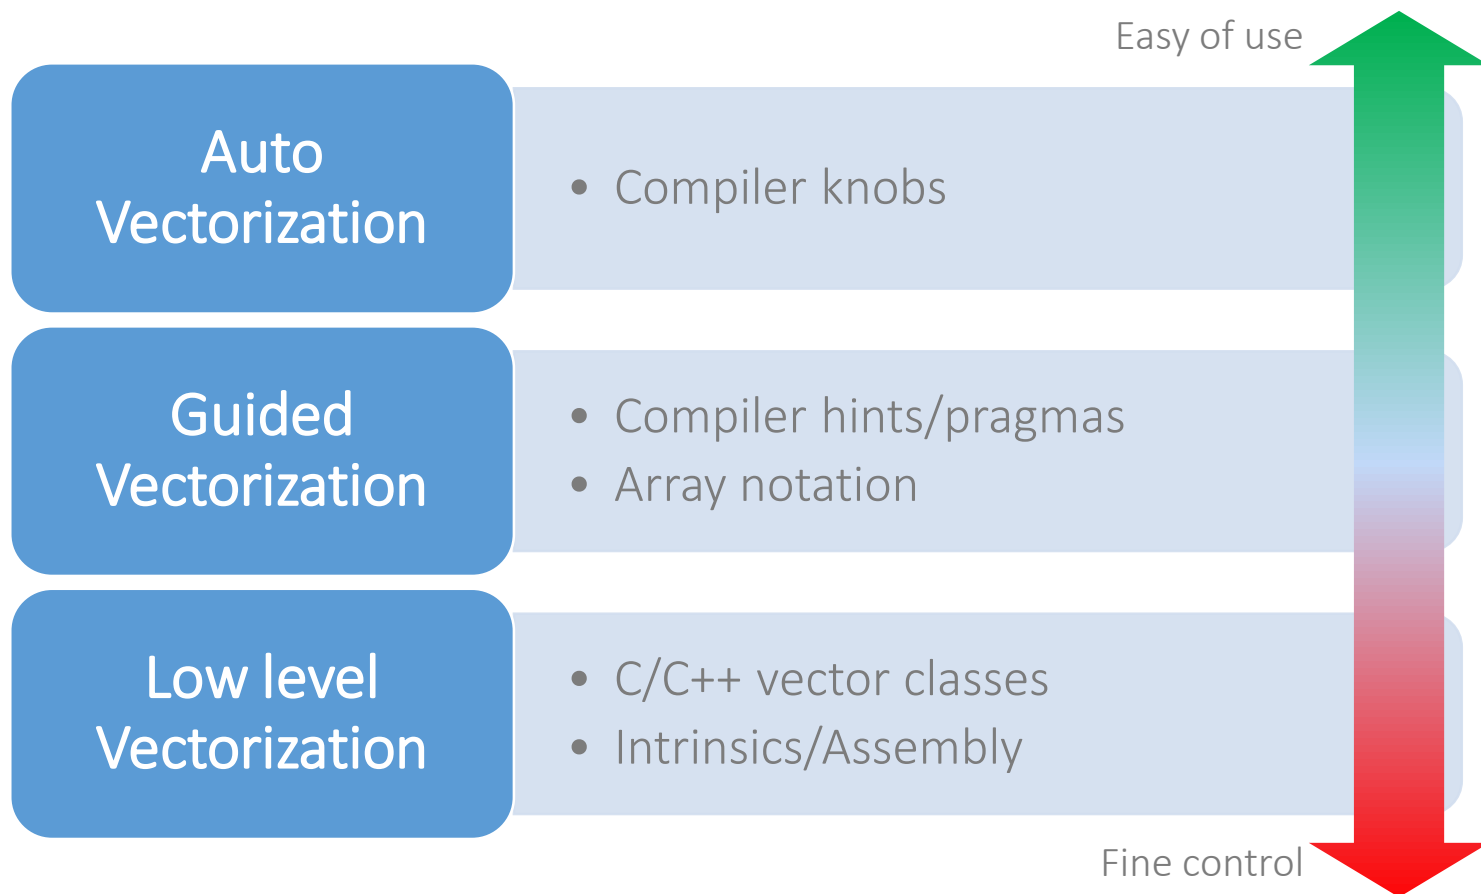 Easy of use
Auto
Vectorization
• Compiler knobs
Guided
Vectorization
• Compiler hints/pragmas
• Array notation
Low level
Vectorization
• C/C++ vector classes
• Intrinsics/Assembly
Fine control